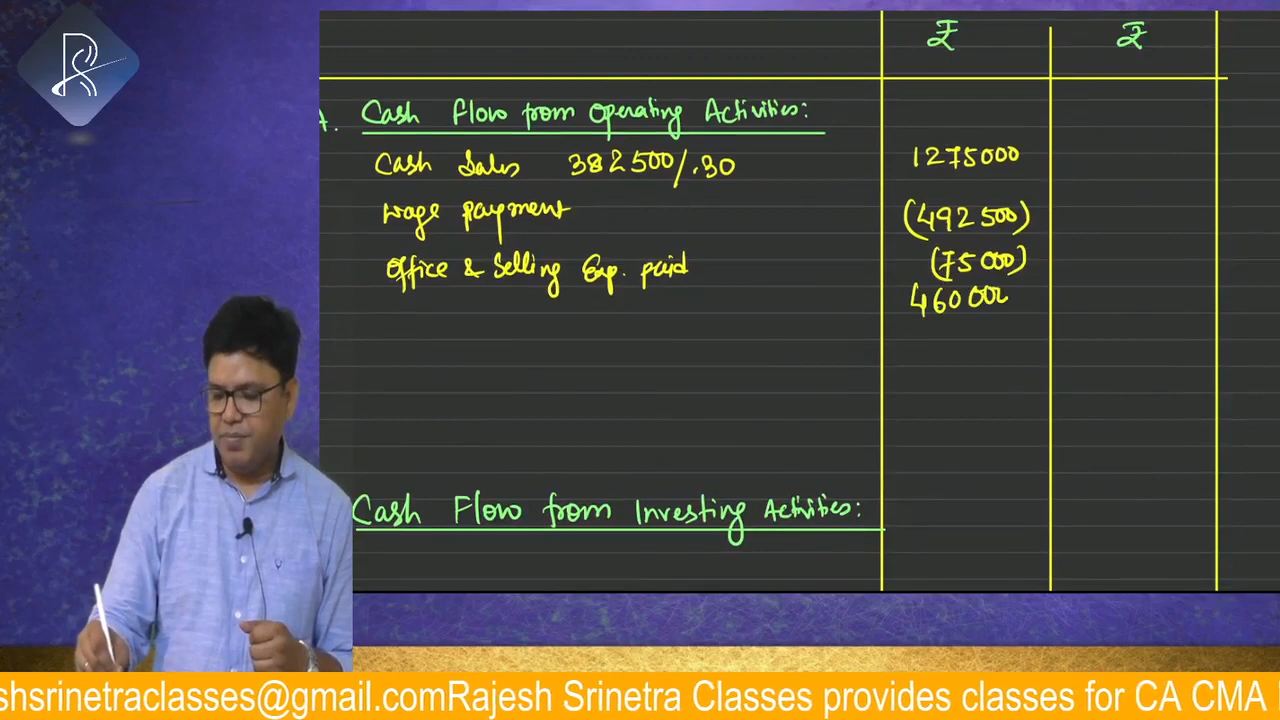 ₹ ₹
A. Cash Flow from Operating Activities:
Cash Sales 382500/.30 1275000
Wage payment (492500)
Office & Selling Exp. paid (75000)
460000
Cash Flow from Investing Activities:
shsrinetraclasses@gmail.comRajesh Srinetra Classes provides classes for CA CMA